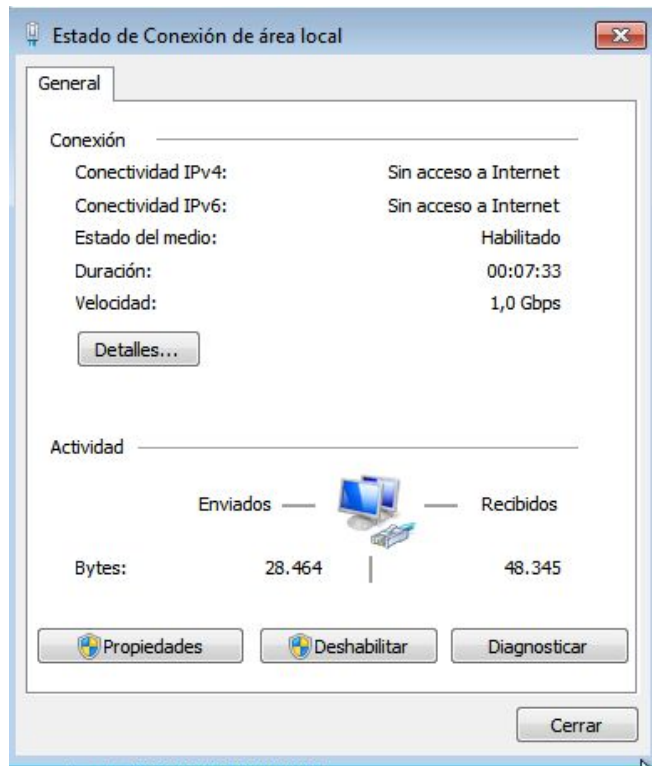 Estado de Conexión de área local
General
Conexión
Conectividad IPv4: Sin acceso a Internet
Conectividad IPv6: Sin acceso a Internet
Estado del medio: Habilitado
Duración: 00:07:33
Velocidad: 1,0 Gbps
Detalles...
Actividad
Enviados Recibidos
Bytes: 28.464 48.345
Propiedades Deshabilitar Diagnosticar
Cerrar